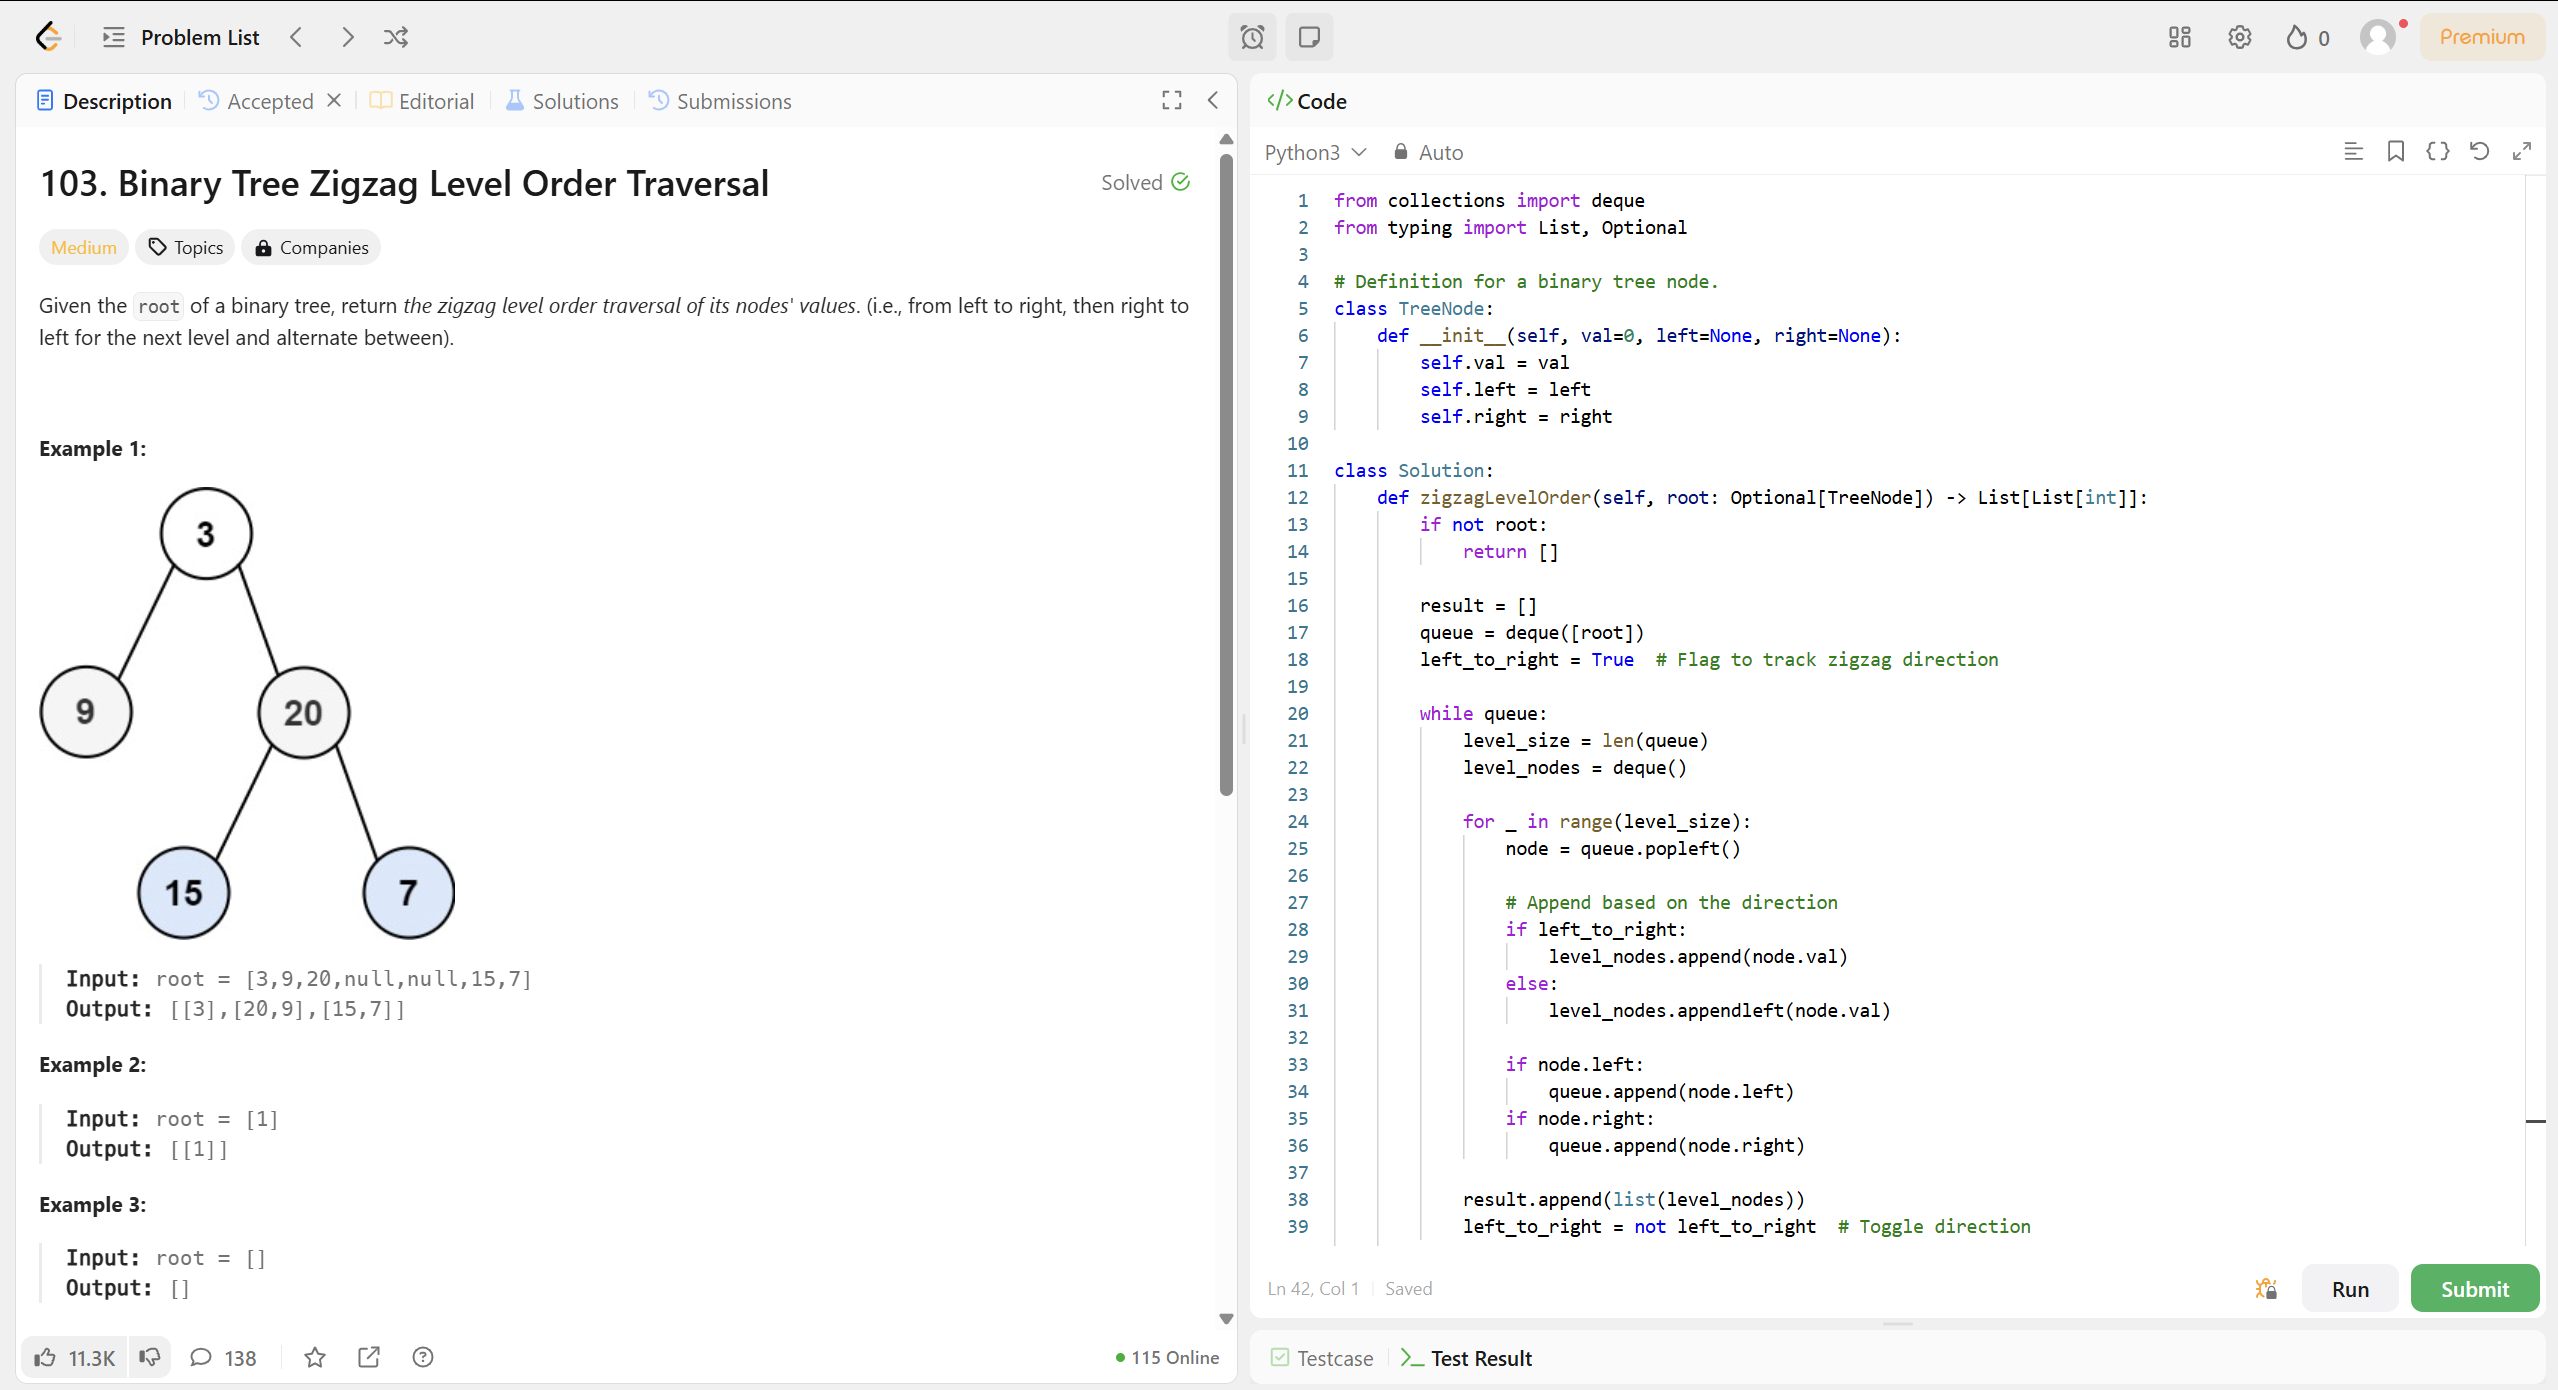 Problem List
0
Premium
Description
Accepted
Editorial
Solutions
Submissions
103. Binary Tree Zigzag Level Order Traversal
Solved
Medium
Topics
Companies
Given the root of a binary tree, return the zigzag level order traversal of its nodes' values. (i.e., from left to right, then right to
left for the next level and alternate between).
Example 1:
3
9
20
15
7
Input: root = [3,9,20,null,null,15,7]
Output: [[3],[20,9],[15,7]]
Example 2:
Input: root = [1]
Output: [[1]]
Example 3:
Input: root = []
Output: []
11.3K
138
115 Online
</> Code
Python3
Auto
1 from collections import deque
2 from typing import List, Optional
3
4 # Definition for a binary tree node.
5 class TreeNode:
6     def __init__(self, val=0, left=None, right=None):
7         self.val = val
8         self.left = left
9         self.right = right
10
11 class Solution:
12     def zigzagLevelOrder(self, root: Optional[TreeNode]) -> List[List[int]]:
13         if not root:
14             return []
15
16         result = []
17         queue = deque([root])
18         left_to_right = True  # Flag to track zigzag direction
19
20         while queue:
21             level_size = len(queue)
22             level_nodes = deque()
23
24             for _ in range(level_size):
25                 node = queue.popleft()
26
27                 # Append based on the direction
28                 if left_to_right:
29                     level_nodes.append(node.val)
30                 else:
31                     level_nodes.appendleft(node.val)
32
33                 if node.left:
34                     queue.append(node.left)
35                 if node.right:
36                     queue.append(node.right)
37
38             result.append(list(level_nodes))
39             left_to_right = not left_to_right  # Toggle direction
Ln 42, Col 1
Saved
Run
Submit
Testcase
Test Result